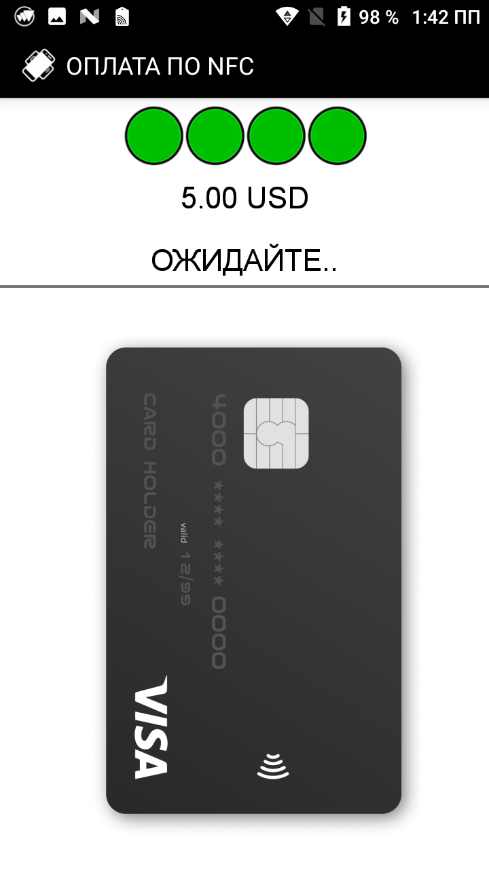 98 % 1:42 ПП
ОПЛАТА ПО NFC
5.00 USD
ОЖИДАЙТЕ..
4000 **** **** 0000
valid 12/99
CARD HOLDER
VISA